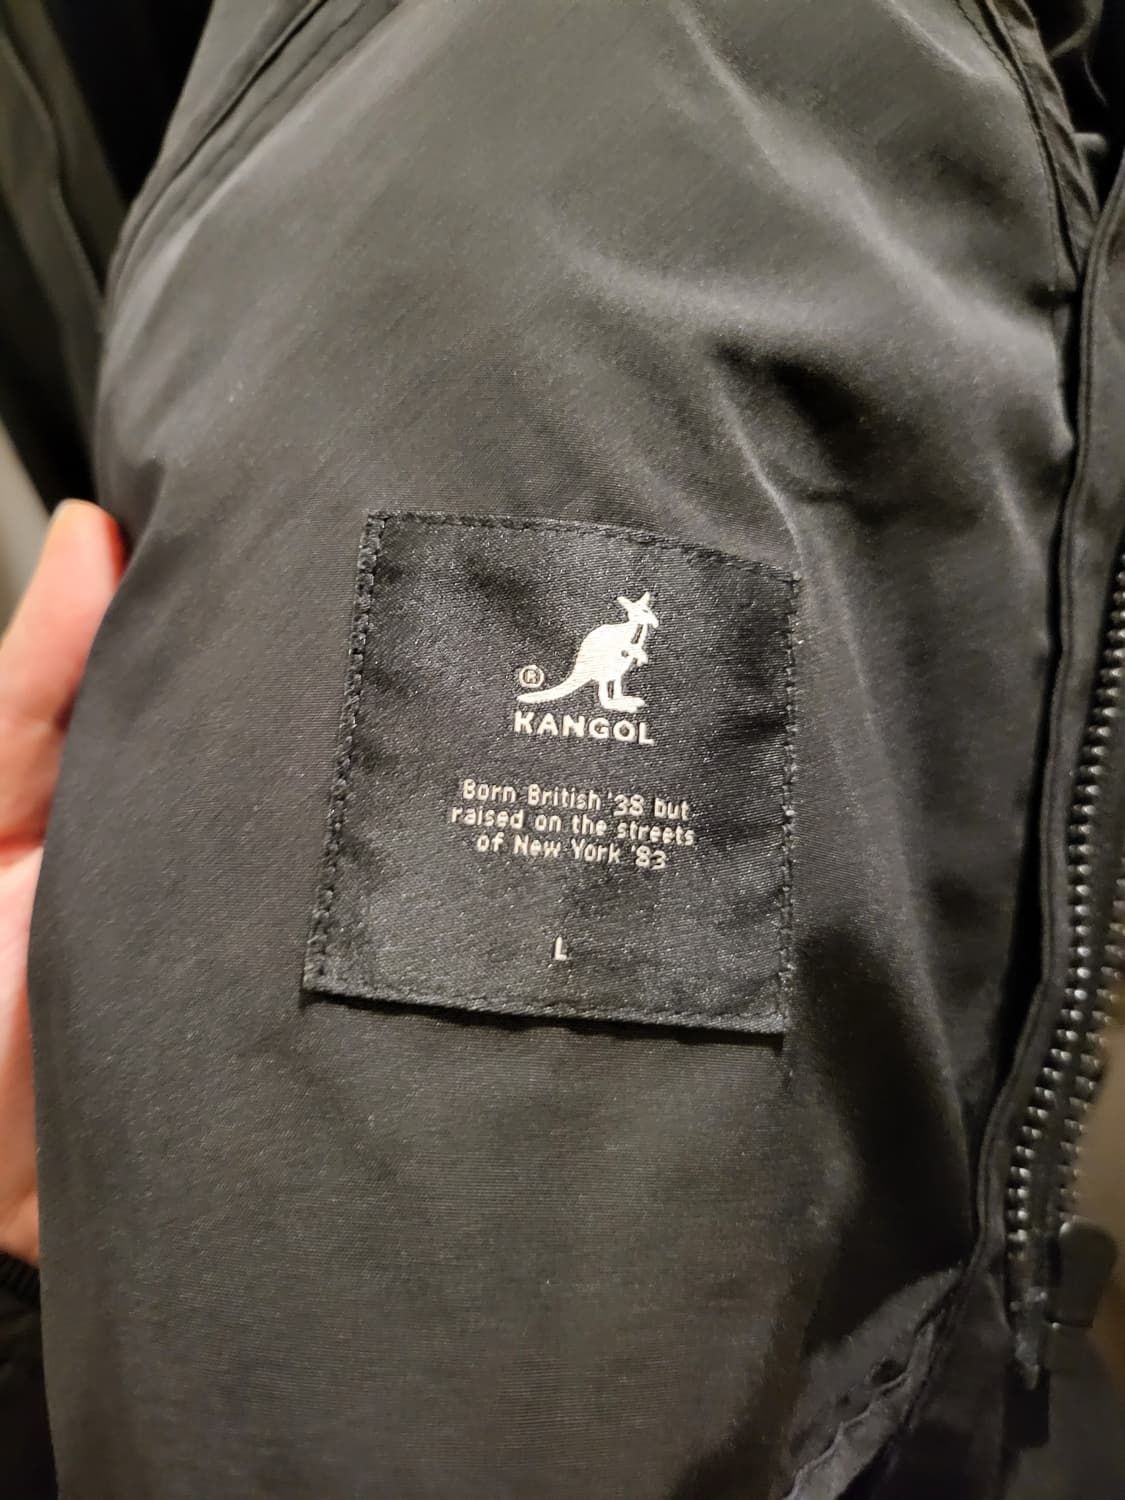 ®
KANGOL
Born British '38 but
raised on the streets
of New York '83
L